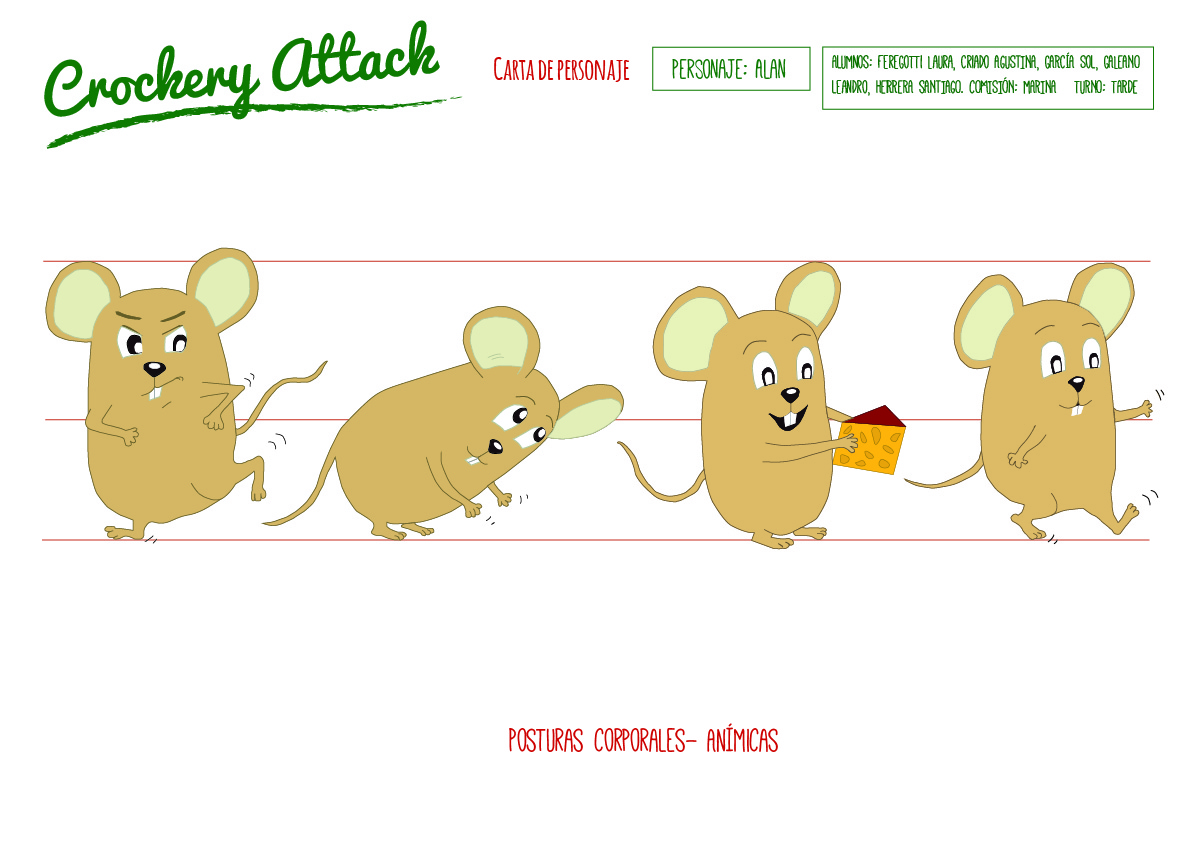 Crockery Attack
CARTA DE PERSONAJE
PERSONAJE: ALAN
ALUMNOS: FEREGOTTI LAURA, CRIADO AGUSTINA, GARCÍA SOL, GALEANO
LEANDRO, HERRERA SANTIAGO. COMISIÓN: MARINA TURNO: TARDE
POSTURAS CORPORALES- ANÍMICAS